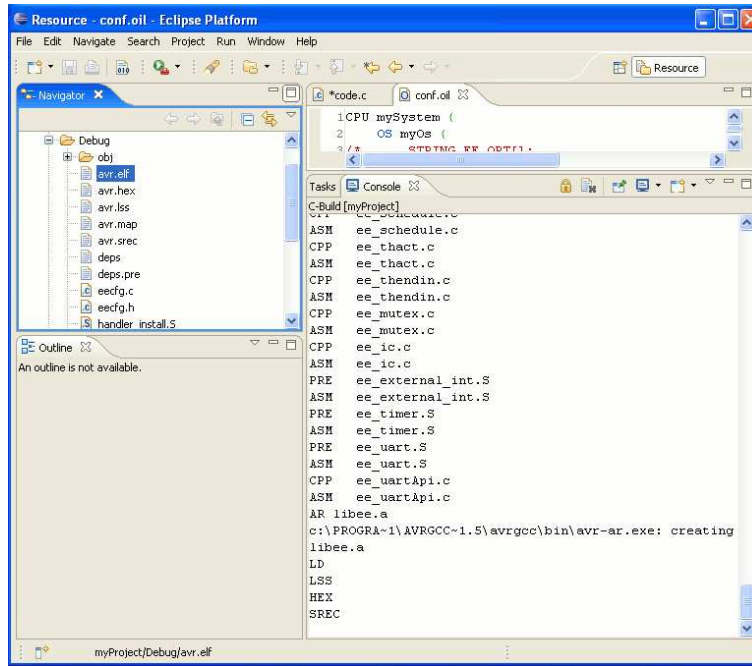 Resource - conf.oil - Eclipse Platform
File Edit Navigate Search Project Run Window Help
Resource
Navigator
Debug
obj
avr.elf
avr.hex
avr.lss
avr.map
avr.srec
deps
deps.pre
eecfg.c
eecfg.h
handler_install.S
Outline
An outline is not available.
*code.c conf.oil
1CPU mySystem {
2 OS myOs {
3/* STRING EE_OPT[];
Tasks Console
C-Build [myProject]
CPP ee_schedule.c
ASM ee_schedule.c
CPP ee_thact.c
ASM ee_thact.c
CPP ee_thendin.c
ASM ee_thendin.c
CPP ee_mutex.c
ASM ee_mutex.c
CPP ee_ic.c
ASM ee_ic.c
PRE ee_external_int.S
ASM ee_external_int.S
PRE ee_timer.S
ASM ee_timer.S
PRE ee_uart.S
ASM ee_uart.S
CPP ee_uartApi.c
ASM ee_uartApi.c
AR libee.a
c:\PROGRA~1\AVRGCC~1.5\avrgcc\bin\avr-ar.exe: creating
libee.a
LD
LSS
HEX
SREC
myProject/Debug/avr.elf